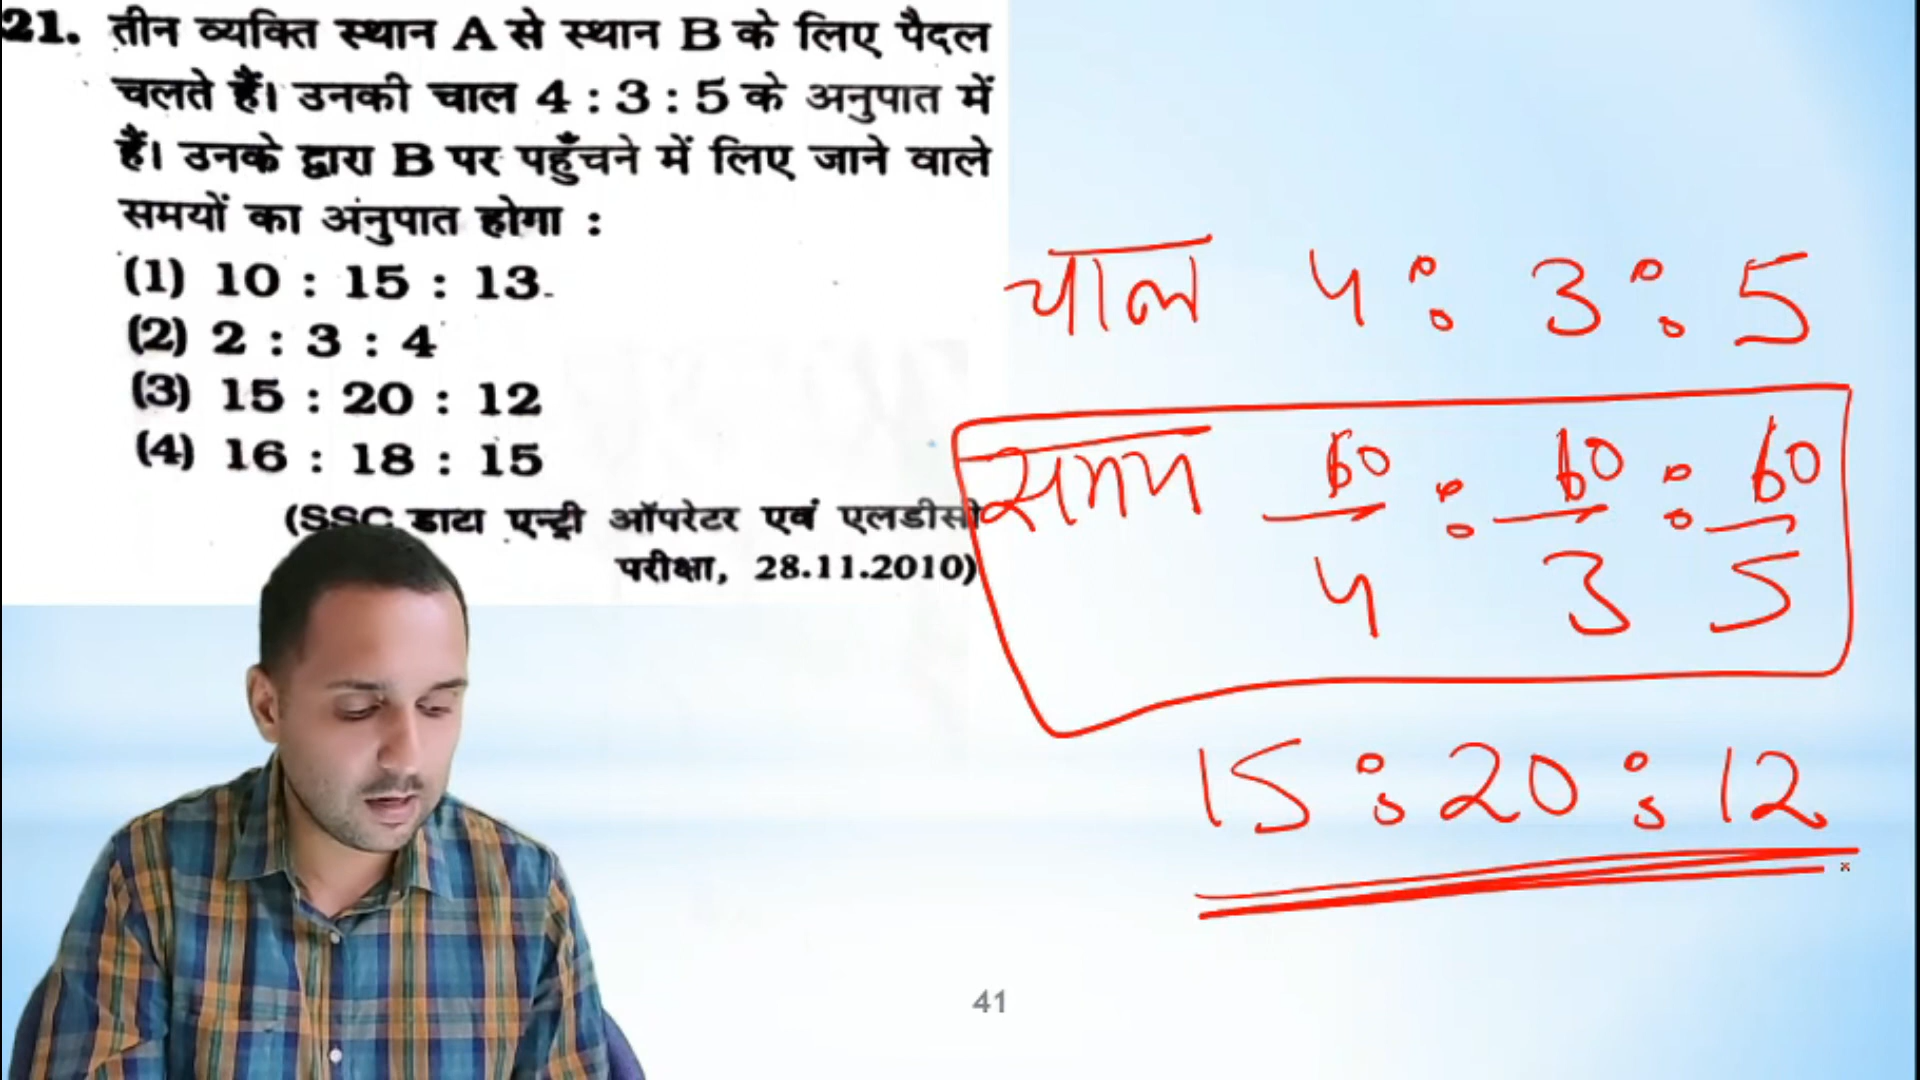 21. तीन व्यक्ति स्थान A से स्थान B के लिए पैदल
चलते हैं। उनकी चाल 4 : 3 : 5 के अनुपात में
हैं। उनके द्वारा B पर पहुँचने में लिए जाने वाले
समयों का अंनुपात होगा :
(1) 10 : 15 : 13
(2) 2 : 3 : 4
(3) 15 : 20 : 12
(4) 16 : 18 : 15
(SSC डाटा एन्ट्री ऑपरेटर एवं एलडीसी
परीक्षा, 28.11.2010)
चाल 4 : 3 : 5
समय 60/4 : 60/3 : 60/5
15 : 20 : 12
41